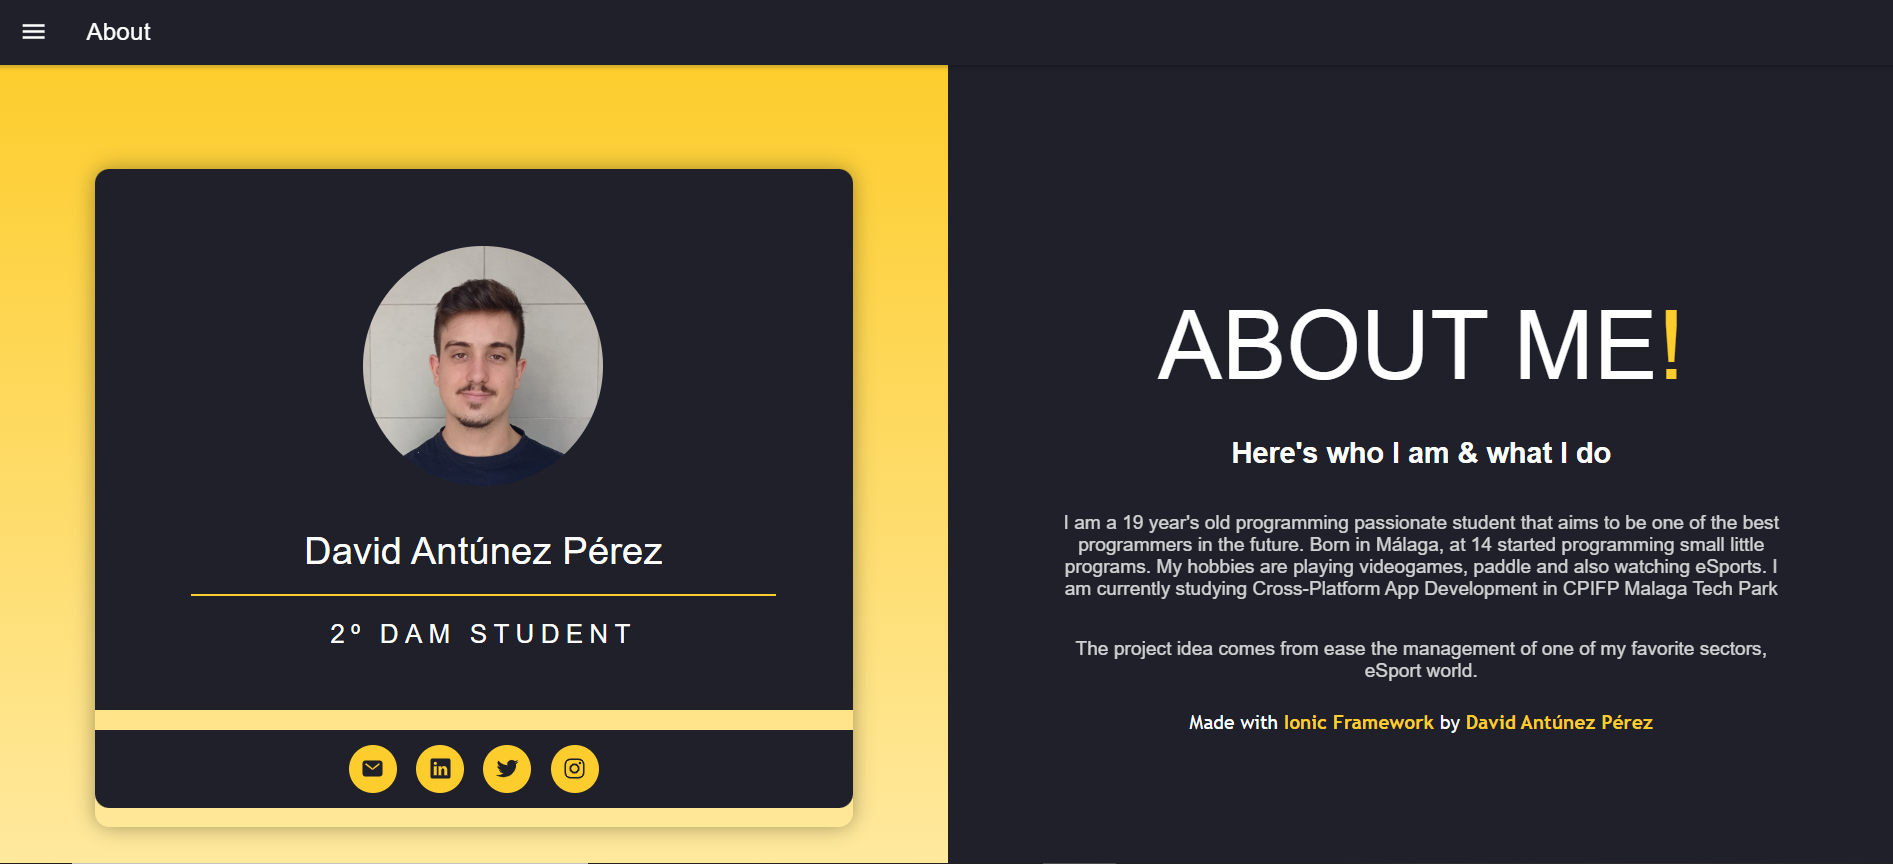 About
David Antúnez Pérez
2º DAM STUDENT
ABOUT ME!
Here's who I am & what I do
I am a 19 year's old programming passionate student that aims to be one of the best
programmers in the future. Born in Málaga, at 14 started programming small little
programs. My hobbies are playing videogames, paddle and also watching eSports. I
am currently studying Cross-Platform App Development in CPIFP Malaga Tech Park
The project idea comes from ease the management of one of my favorite sectors,
eSport world.
Made with Ionic Framework by David Antúnez Pérez